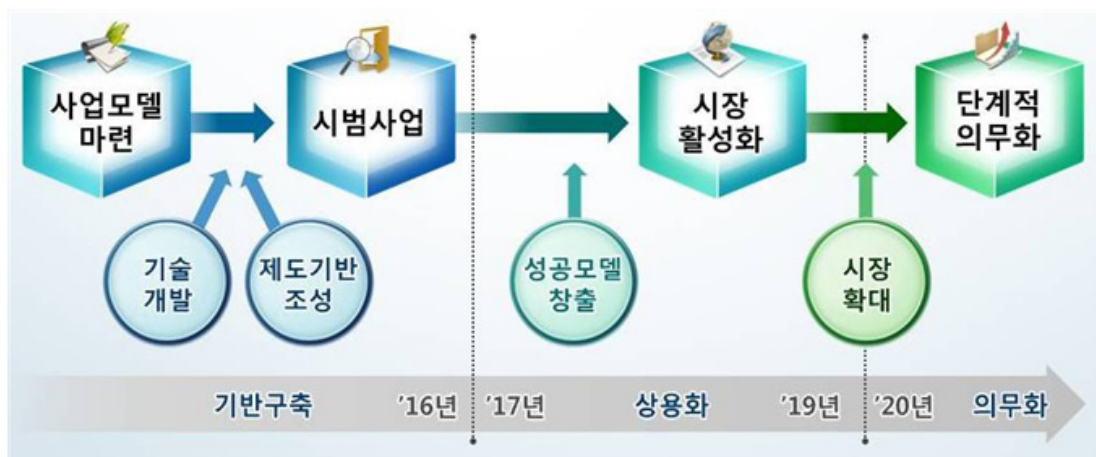 사업모델
마련
시범사업
시장
활성화
단계적
의무화
기술
개발
제도기반
조성
성공모델
창출
시장
확대
기반구축 '16년 '17년 상용화 '19년 '20년 의무화